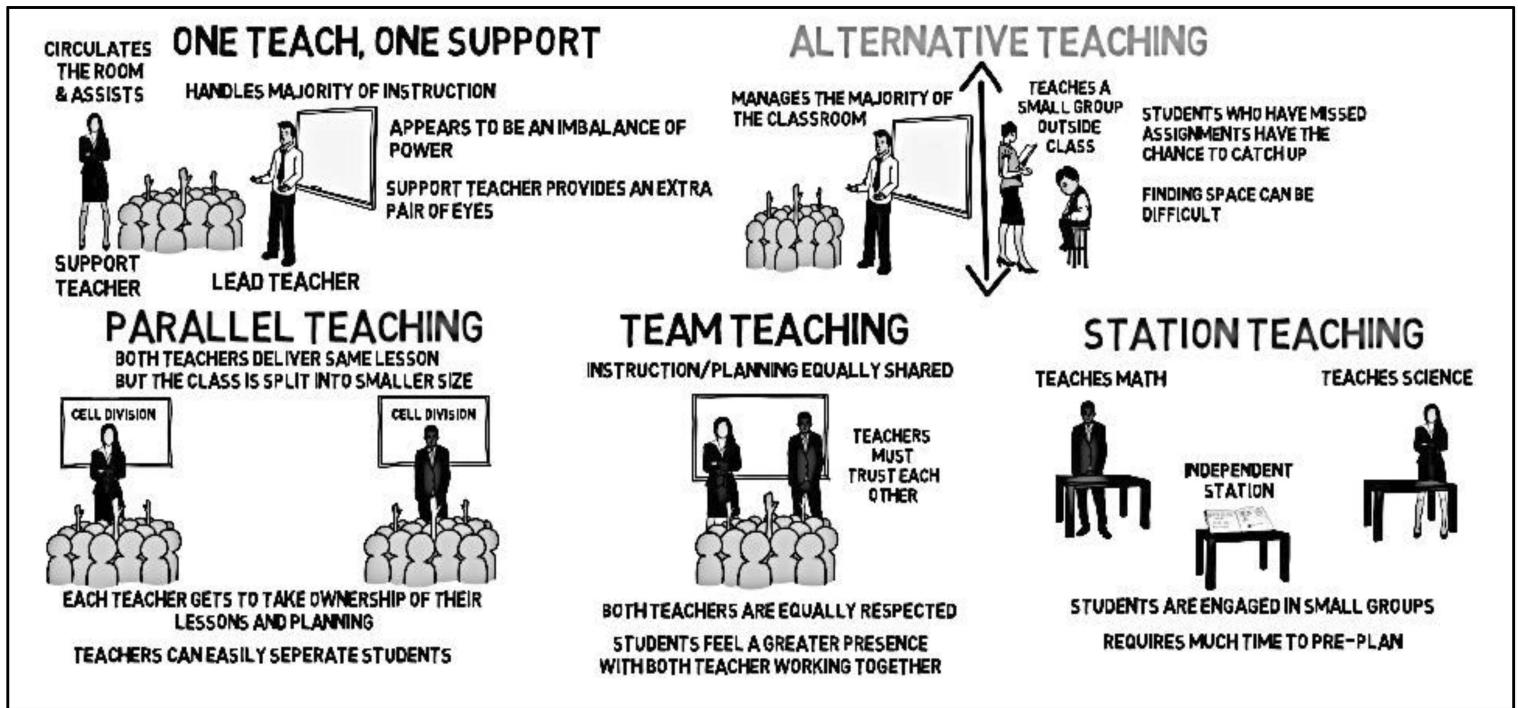 ONE TEACH, ONE SUPPORT
CIRCULATES
THE ROOM
& ASSISTS
HANDLES MAJORITY OF INSTRUCTION
APPEARS TO BE AN IMBALANCE OF
POWER
SUPPORT TEACHER PROVIDES AN EXTRA
PAIR OF EYES
SUPPORT
TEACHER
LEAD TEACHER
ALTERNATIVE TEACHING
MANAGES THE MAJORITY OF
THE CLASSROOM
TEACHES A
SMALL GROUP
OUTSIDE
CLASS
STUDENTS WHO HAVE MISSED
ASSIGNMENTS HAVE THE
CHANCE TO CATCH UP
FINDING SPACE CAN BE
DIFFICULT
PARALLEL TEACHING
BOTH TEACHERS DELIVER SAME LESSON
BUT THE CLASS IS SPLIT INTO SMALLER SIZE
CELL DIVISION
CELL DIVISION
EACH TEACHER GETS TO TAKE OWNERSHIP OF THEIR
LESSONS AND PLANNING
TEACHERS CAN EASILY SEPERATE STUDENTS
TEAM TEACHING
INSTRUCTION/PLANNING EQUALLY SHARED
TEACHERS
MUST
TRUST EACH
OTHER
BOTH TEACHERS ARE EQUALLY RESPECTED
STUDENTS FEEL A GREATER PRESENCE
WITH BOTH TEACHER WORKING TOGETHER
STATION TEACHING
TEACHES MATH
TEACHES SCIENCE
INDEPENDENT
STATION
STUDENTS ARE ENGAGED IN SMALL GROUPS
REQUIRES MUCH TIME TO PRE-PLAN